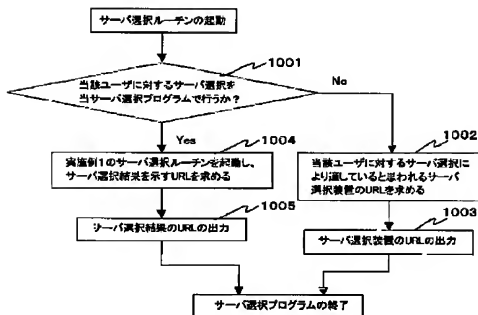 サーバ選択ルーチンの起動
1001
当該ユーザに対するサーバ選択を
当サーバ選択プログラムで行うか？
No
Yes
1004
1002
実施例1のサーバ選択ルーチンを起動し、
サーバ選択結果を示すURLを求める
当該ユーザに対するサーバ選択に
より適していると思われるサーバ
選択装置のURLを求める
1005
1003
サーバ選択結果のURLの出力
サーバ選択装置のURLの出力
サーバ選択プログラムの終了